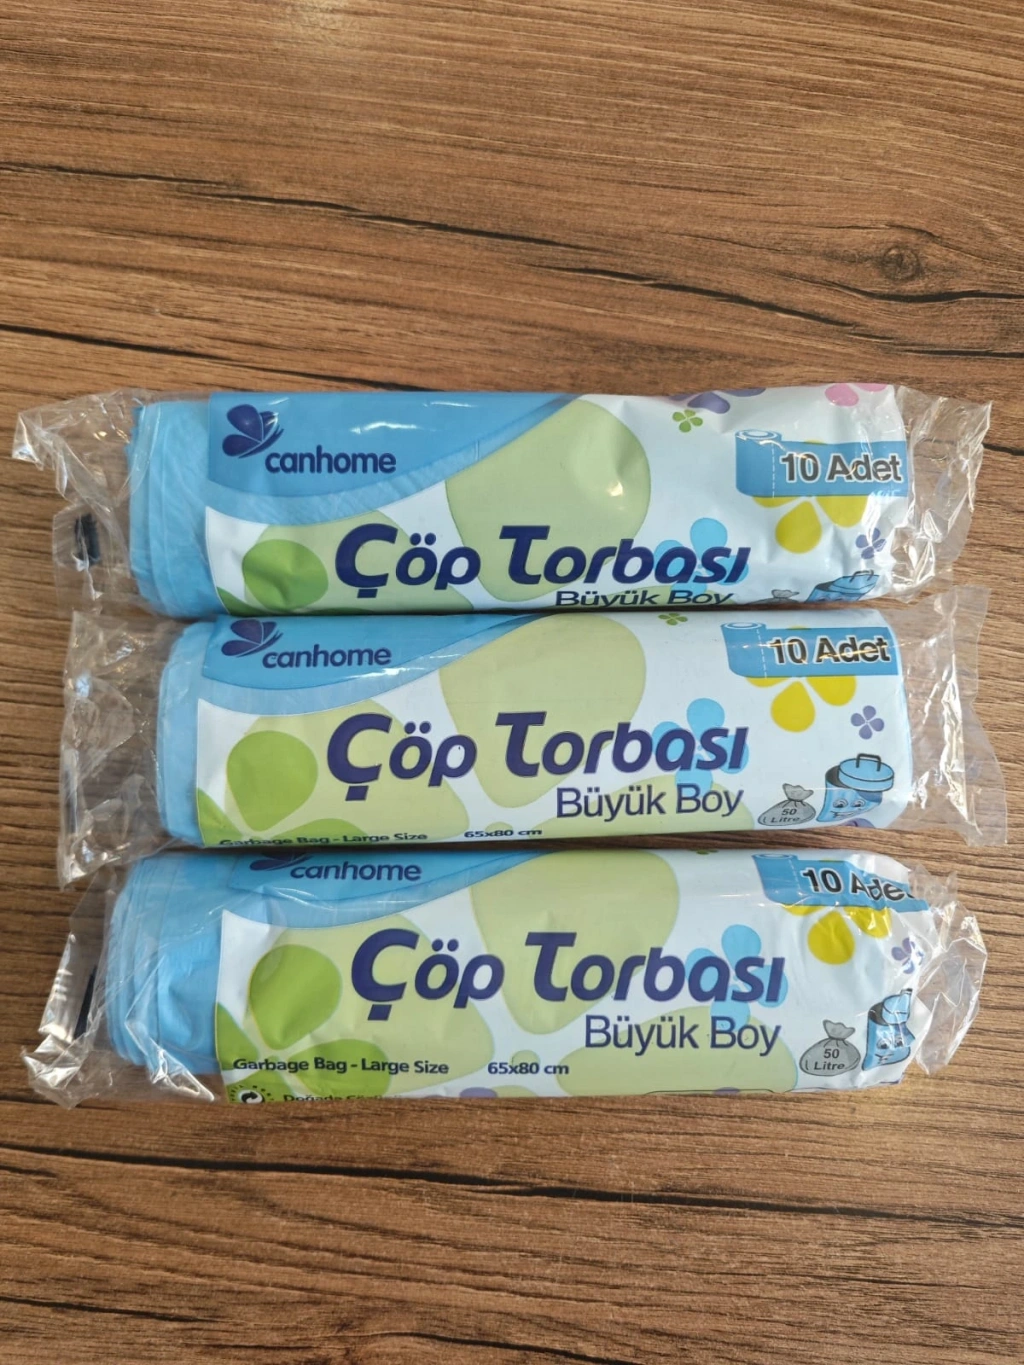 canhome
10 Adet
Çöp Torbası
Büyük Boy
canhome
10 Adet
Çöp Torbası
Büyük Boy
50
Litre
Garbage Bag - Large Size 65x80 cm
canhome
10 Adet
Çöp Torbası
Büyük Boy
50
Litre
Garbage Bag - Large Size 65x80 cm
Doğada